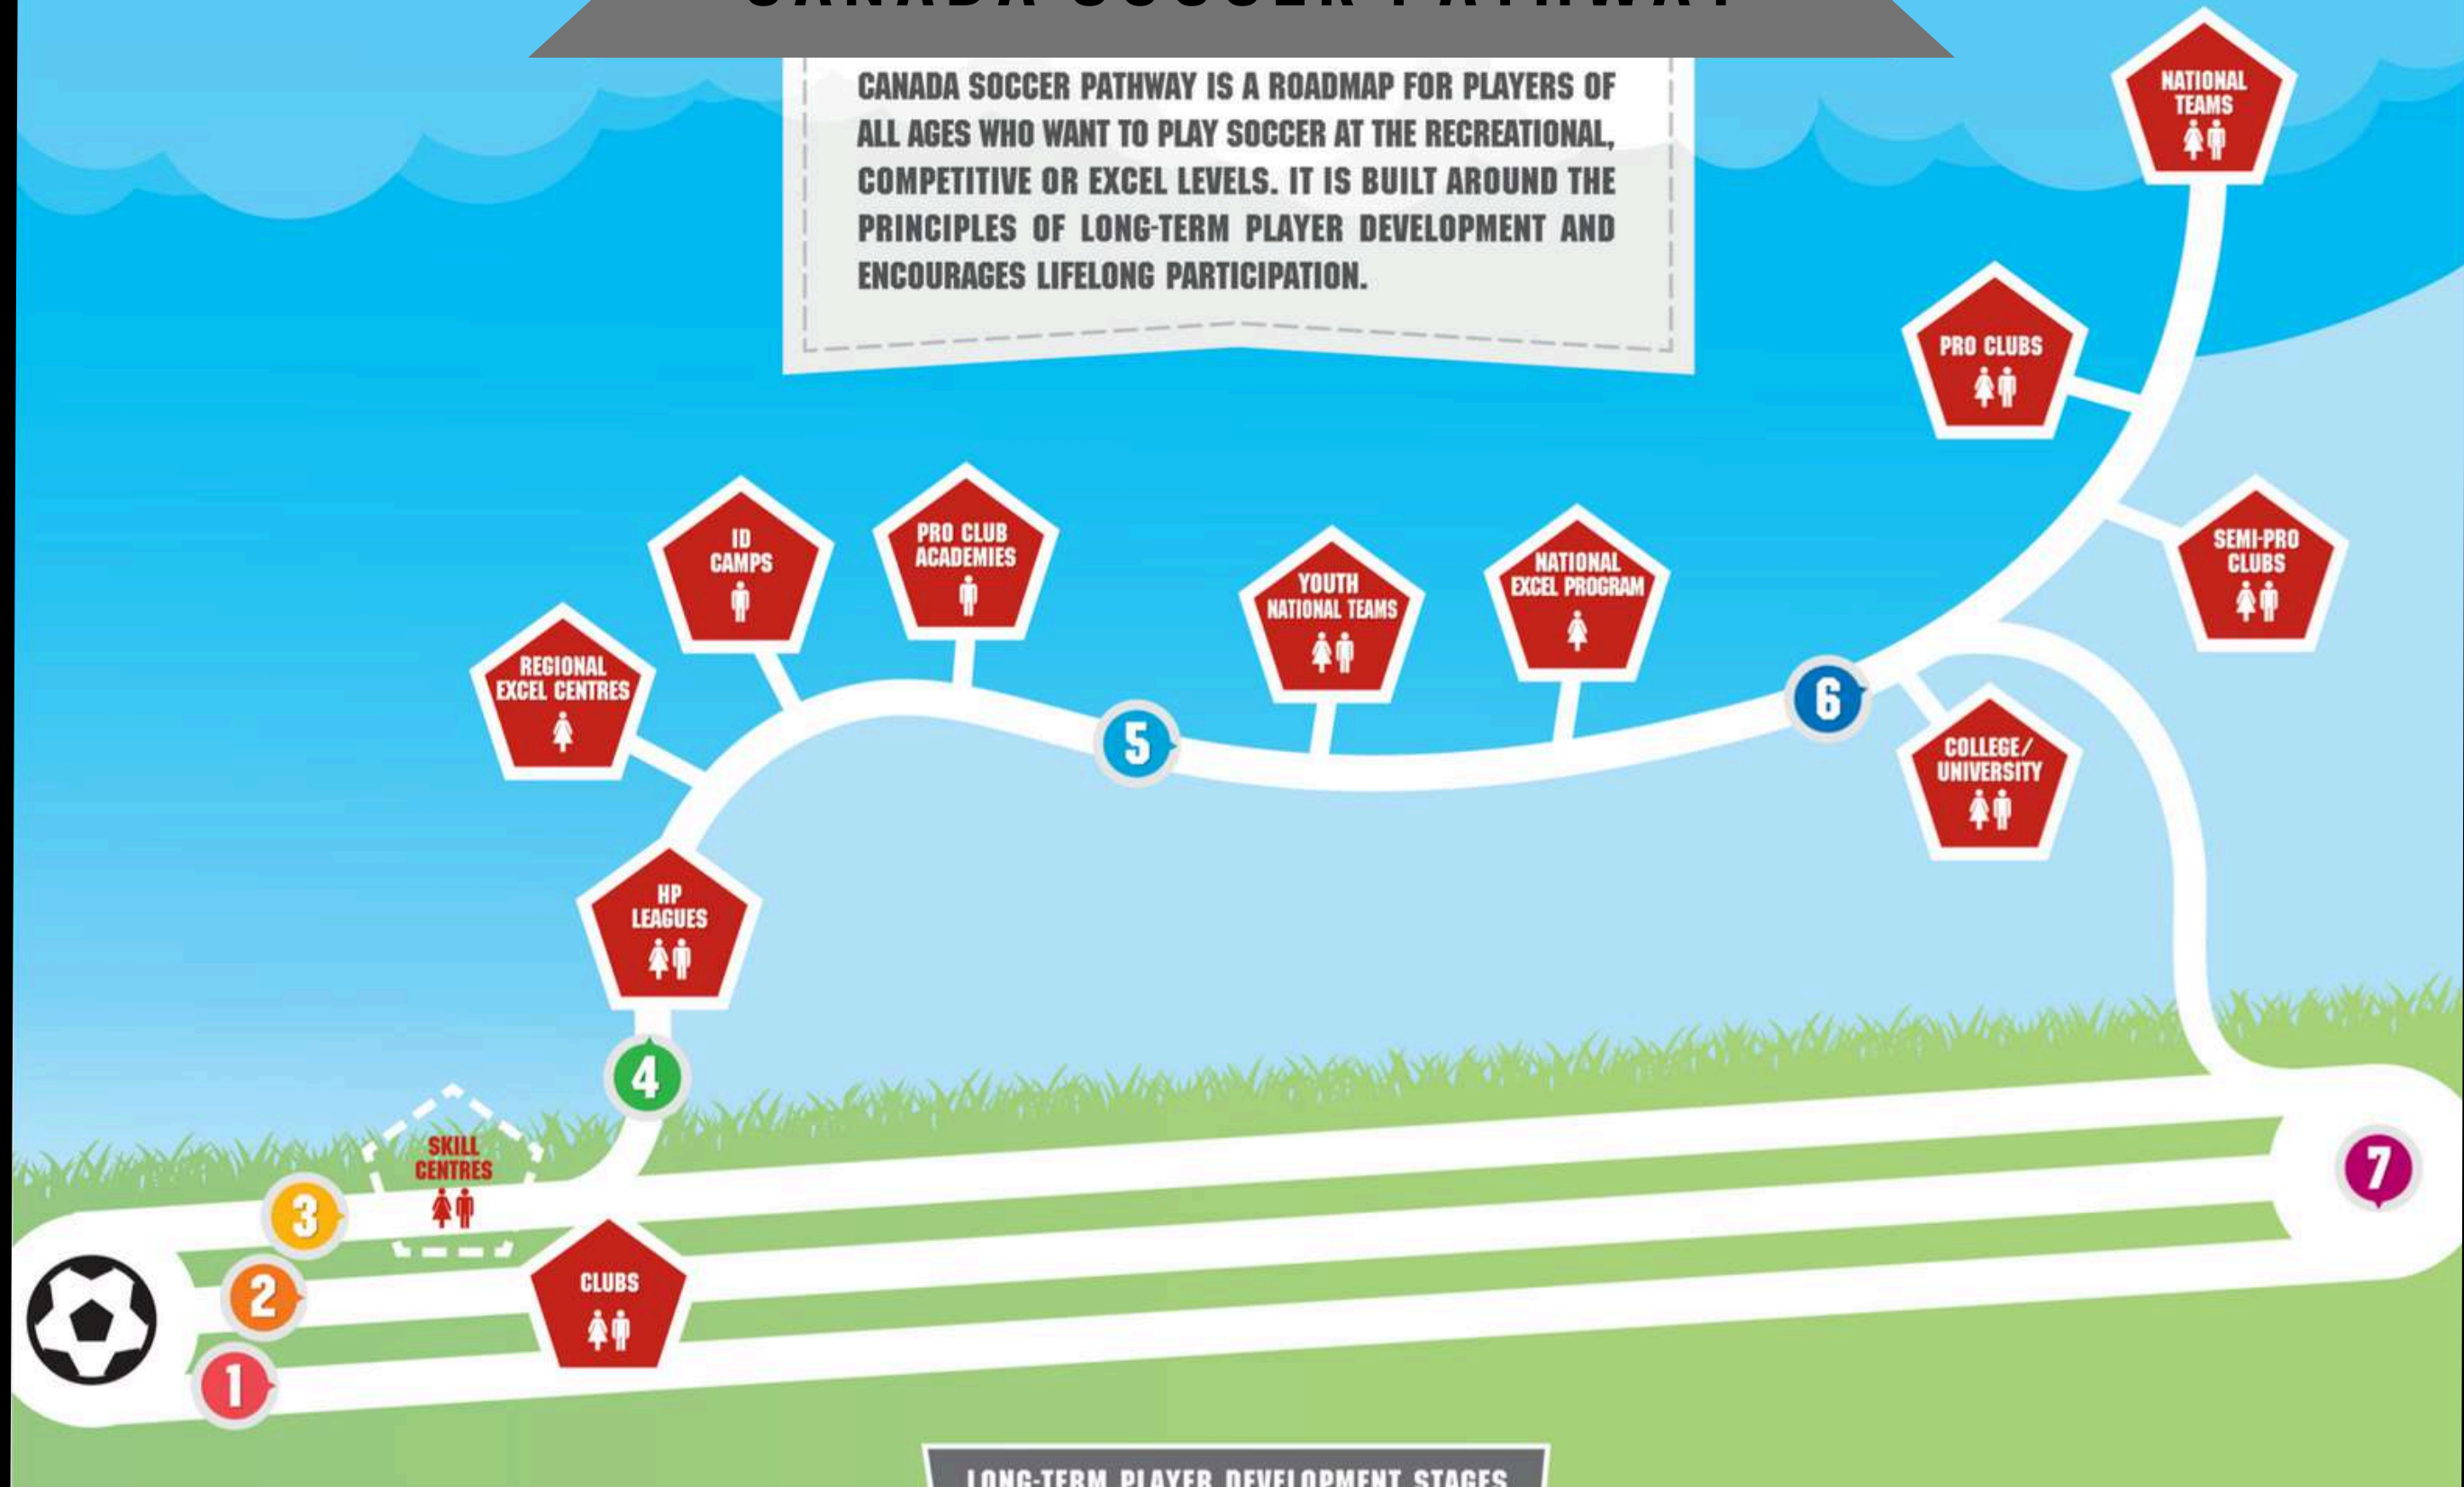 CANADA SOCCER PATHWAY
CANADA SOCCER PATHWAY IS A ROADMAP FOR PLAYERS OF
ALL AGES WHO WANT TO PLAY SOCCER AT THE RECREATIONAL,
COMPETITIVE OR EXCEL LEVELS. IT IS BUILT AROUND THE
PRINCIPLES OF LONG-TERM PLAYER DEVELOPMENT AND
ENCOURAGES LIFELONG PARTICIPATION.
NATIONAL
TEAMS
PRO CLUBS
SEMI-PRO
CLUBS
ID
CAMPS
PRO CLUB
ACADEMIES
YOUTH
NATIONAL TEAMS
NATIONAL
EXCEL PROGRAM
REGIONAL
EXCEL CENTRES
5
6
COLLEGE/
UNIVERSITY
HP
LEAGUES
4
SKILL
CENTRES
3
7
2
CLUBS
1
LONG-TERM PLAYER DEVELOPMENT STAGES